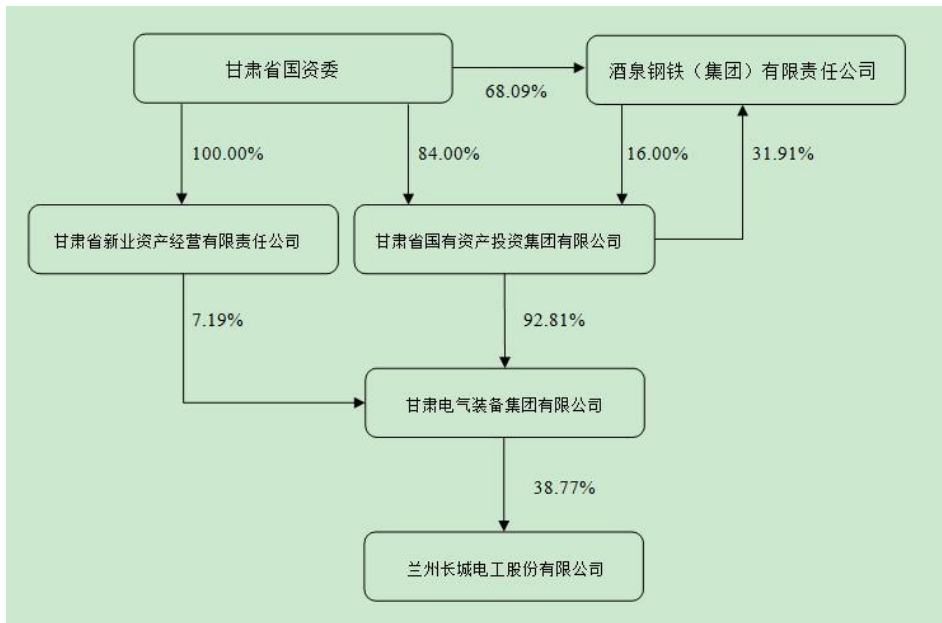 甘肃省国资委
酒泉钢铁（集团）有限责任公司
68.09%
100.00%
84.00%
16.00%
31.91%
甘肃省新业资产经营有限责任公司
甘肃省国有资产投资集团有限公司
7.19%
92.81%
甘肃电气装备集团有限公司
38.77%
兰州长城电工股份有限公司